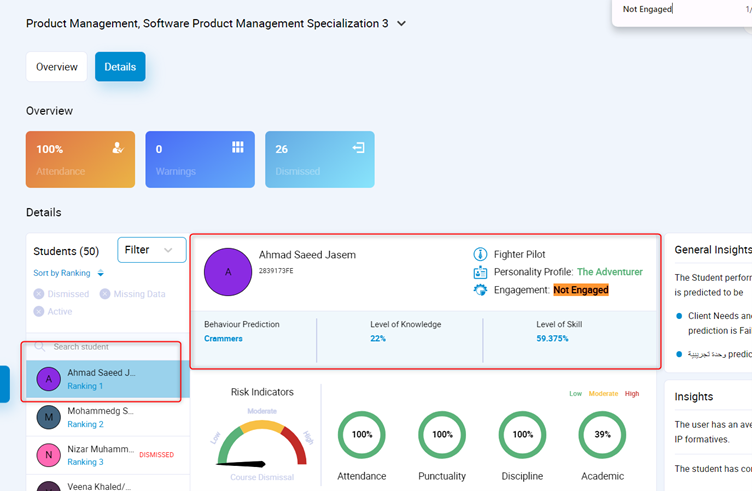 Product Management, Software Product Management Specialization 3
Not Engaged
1/
Overview
Details
Overview
100%
Attendance
0
Warnings
26
Dismissed
Details
Students (50)
Filter
Sort by Ranking
Dismissed
Missing Data
Active
Search student
A
Ahmad Saeed J...
Ranking 1
M
Mohammedg S...
Ranking 2
N
Nizar Muhamm...
Ranking 3
DISMISSED
Veena Khaled/...
A
Ahmad Saeed Jasem
2839173FE
Fighter Pilot
Personality Profile: The Adventurer
Engagement: Not Engaged
Behaviour Prediction
Crammers
Level of Knowledge
22%
Level of Skill
59.375%
Risk Indicators
Low
Moderate
High
Course Dismissal
Low Moderate High
100%
Attendance
100%
Punctuality
100%
Discipline
39%
Academic
General Insights
The Student perform
is predicted to be
Client Needs and
prediction is Fai
وحدة تجريبية predic
Insights
The user has an ave
IP formatives.
The student has co